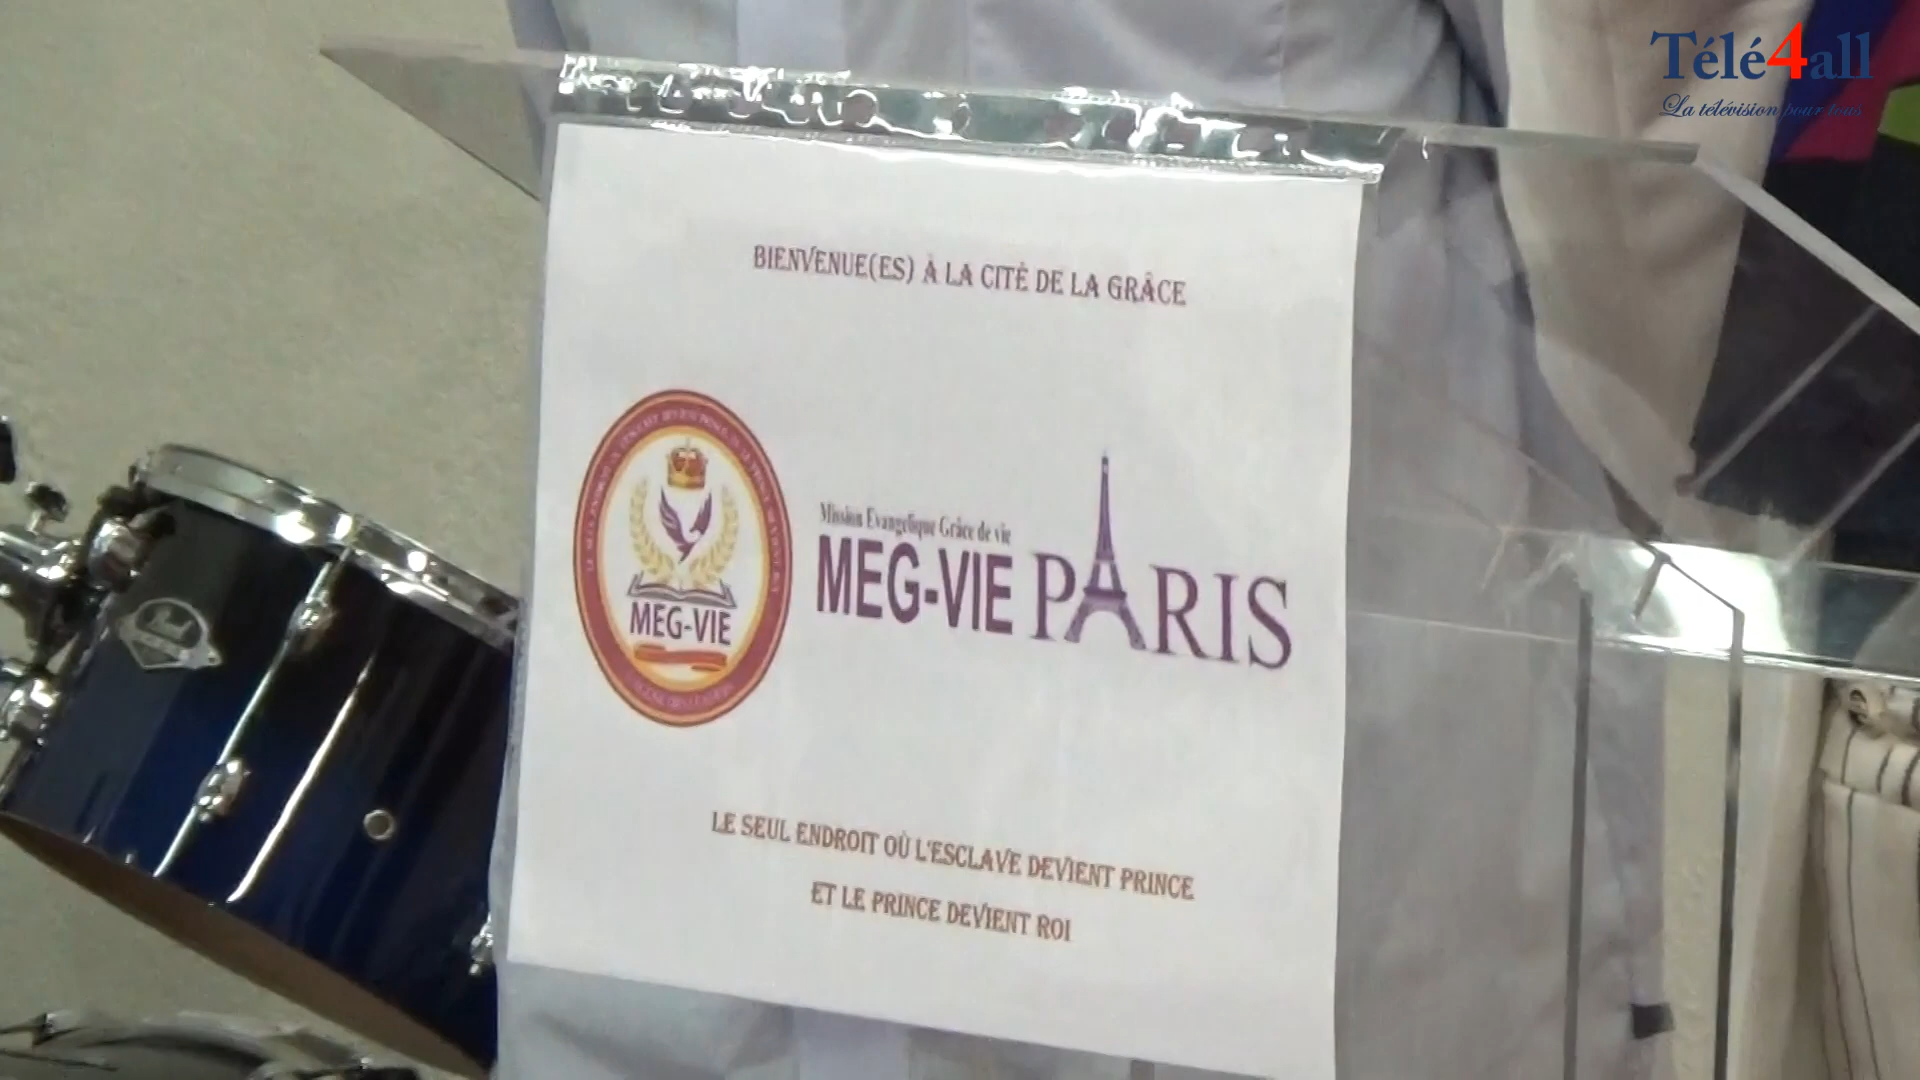 Télé4all
La télévision pour tous
BIENVENUE(ES) À LA CITÉ DE LA GRÂCE
Mission Evangelique Grâce de vie
MEG-VIE PARIS
MEG-VIE
LE SEUL ENDROIT OÙ L'ESCLAVE DEVIENT PRINCE
ET LE PRINCE DEVIENT ROI
Pearl